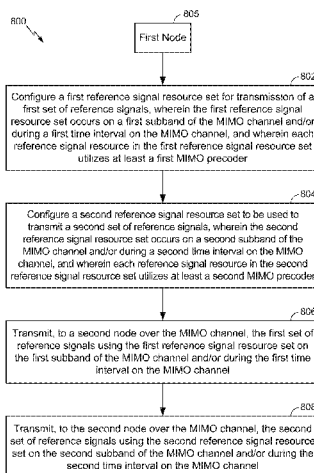 800
805
First Node
802
Configure a first reference signal resource set for transmission of a
first set of reference signals, wherein the first reference signal
resource set occurs on a first subband of the MIMO channel and/or
during a first time interval on the MIMO channel, and wherein each
reference signal resource in the first reference signal resource set
utilizes at least a first MIMO precoder
804
Configure a second reference signal resource set to be used to
transmit a second set of reference signals, wherein the second
reference signal resource set occurs on a second subband of the
MIMO channel and/or during a second time interval on the MIMO
channel, and wherein each reference signal resource in the second
reference signal resource set utilizes at least a second MIMO precoder
806
Transmit, to a second node over the MIMO channel, the first set of
reference signals using the first reference signal resource set on
the first subband of the MIMO channel and/or during the first time
interval on the MIMO channel
808
Transmit, to the second node over the MIMO channel, the second
set of reference signals using the second reference signal resource
set on the second subband of the MIMO channel and/or during the
second time interval on the MIMO channel